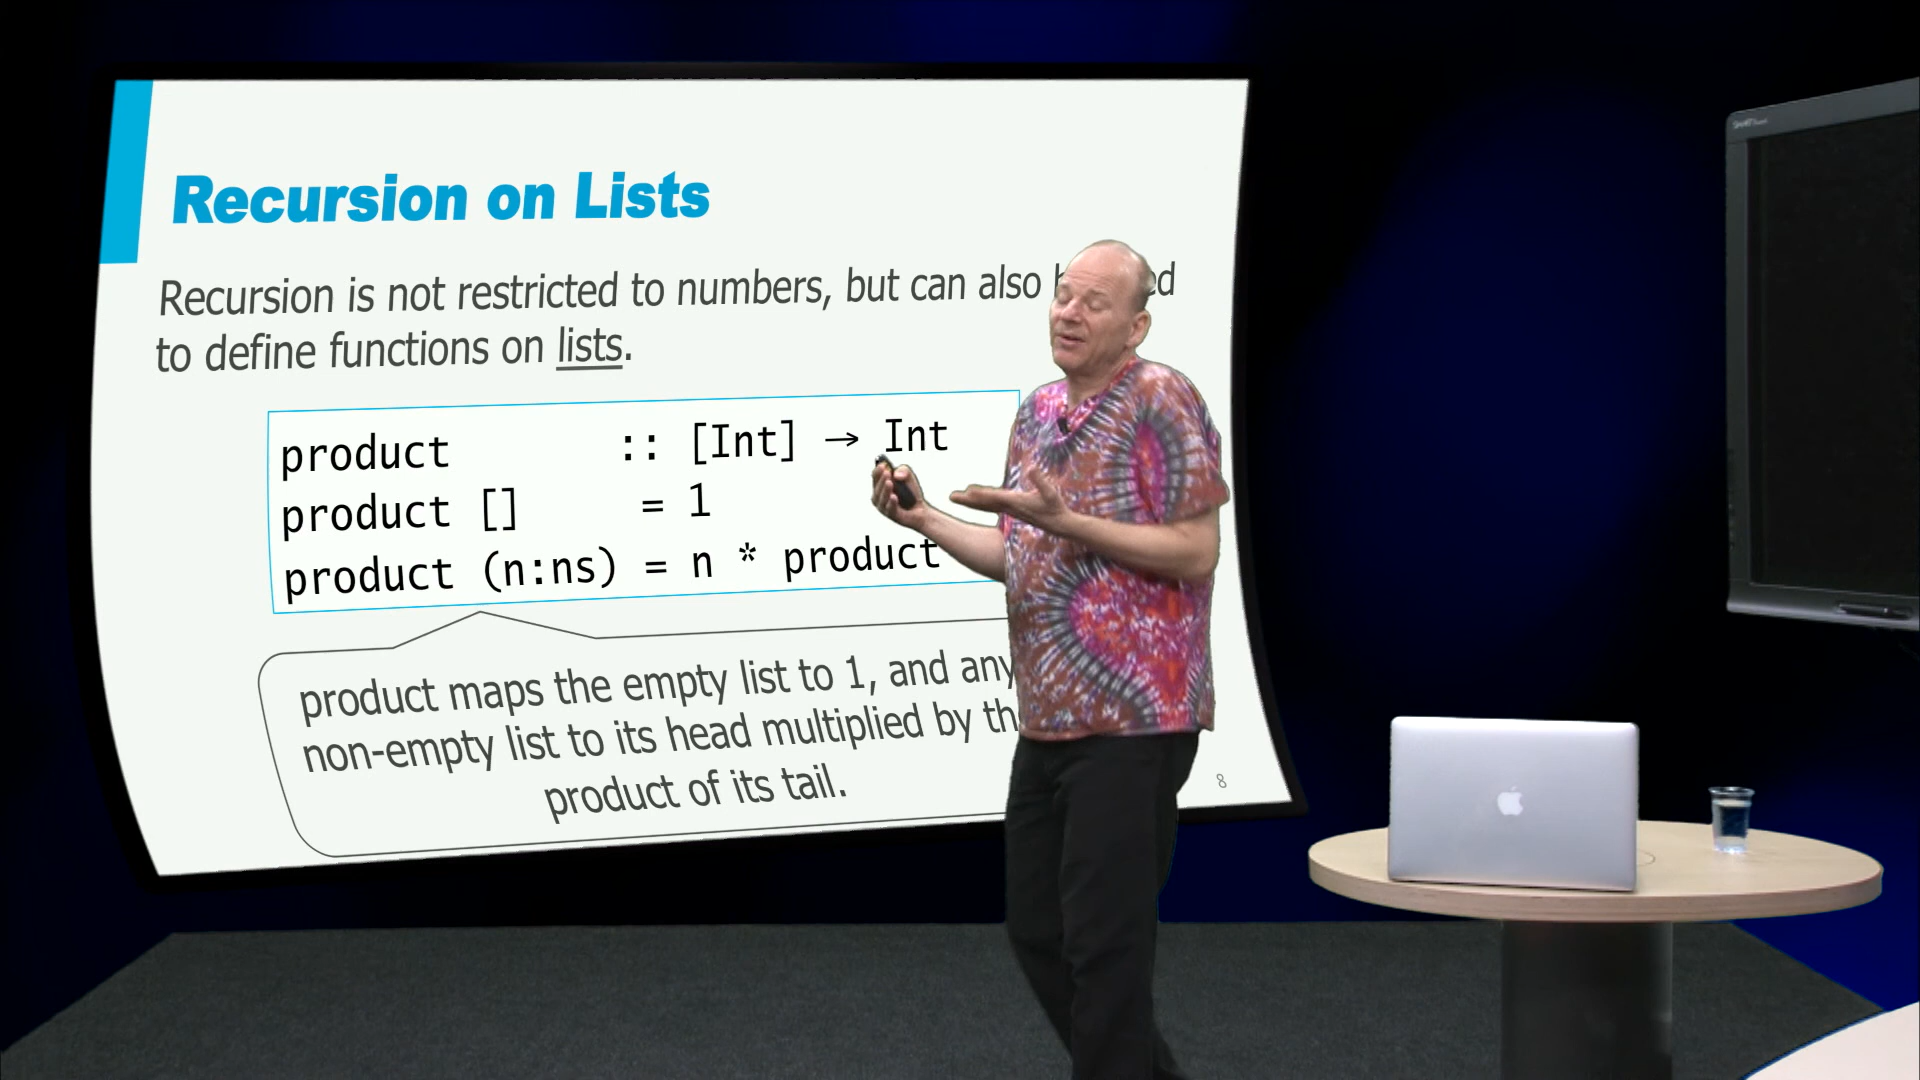 Recursion on Lists
Recursion is not restricted to numbers, but can also
to define functions on lists.
product :: [Int] → Int
product [] = 1
product (n:ns) = n * product
product maps the empty list to 1, and any
non-empty list to its head multiplied by
product of its tail.
8